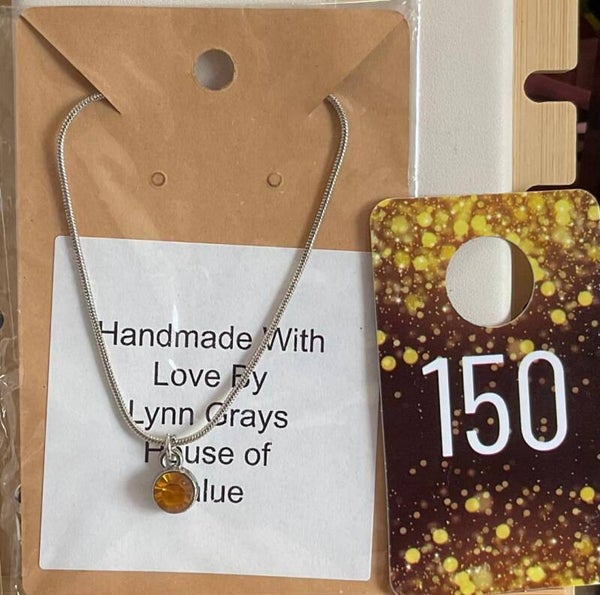 Handmade With
Love By
Lynn Grays
House of
Value
150